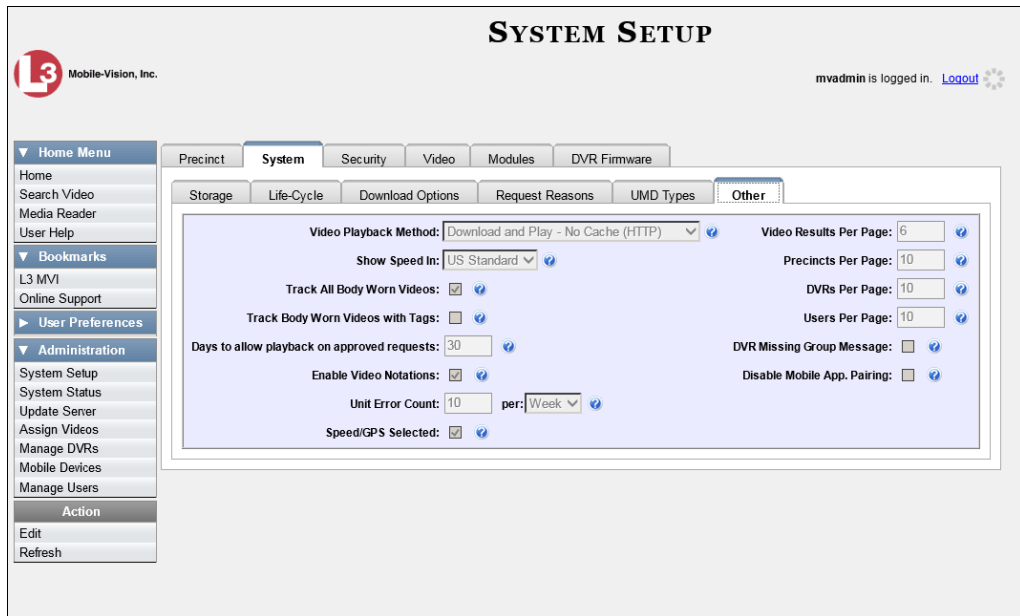 SYSTEM SETUP
L3 Mobile-Vision, Inc.
mvadmin is logged in. Logout
▼ Home Menu
Home
Search Video
Media Reader
User Help
▼ Bookmarks
L3 MVI
Online Support
► User Preferences
▼ Administration
System Setup
System Status
Update Server
Assign Videos
Manage DVRs
Mobile Devices
Manage Users
Action
Edit
Refresh
Precinct System Security Video Modules DVR Firmware
Storage Life-Cycle Download Options Request Reasons UMD Types Other
Video Playback Method: Download and Play - No Cache (HTTP) ?
Show Speed In: US Standard ?
Track All Body Worn Videos: ?
Track Body Worn Videos with Tags: ?
Days to allow playback on approved requests: 30 ?
Enable Video Notations: ?
Unit Error Count: 10 per: Week ?
Speed/GPS Selected: ?
Video Results Per Page: 6 ?
Precincts Per Page: 10 ?
DVRs Per Page: 10 ?
Users Per Page: 10 ?
DVR Missing Group Message: ?
Disable Mobile App. Pairing: ?